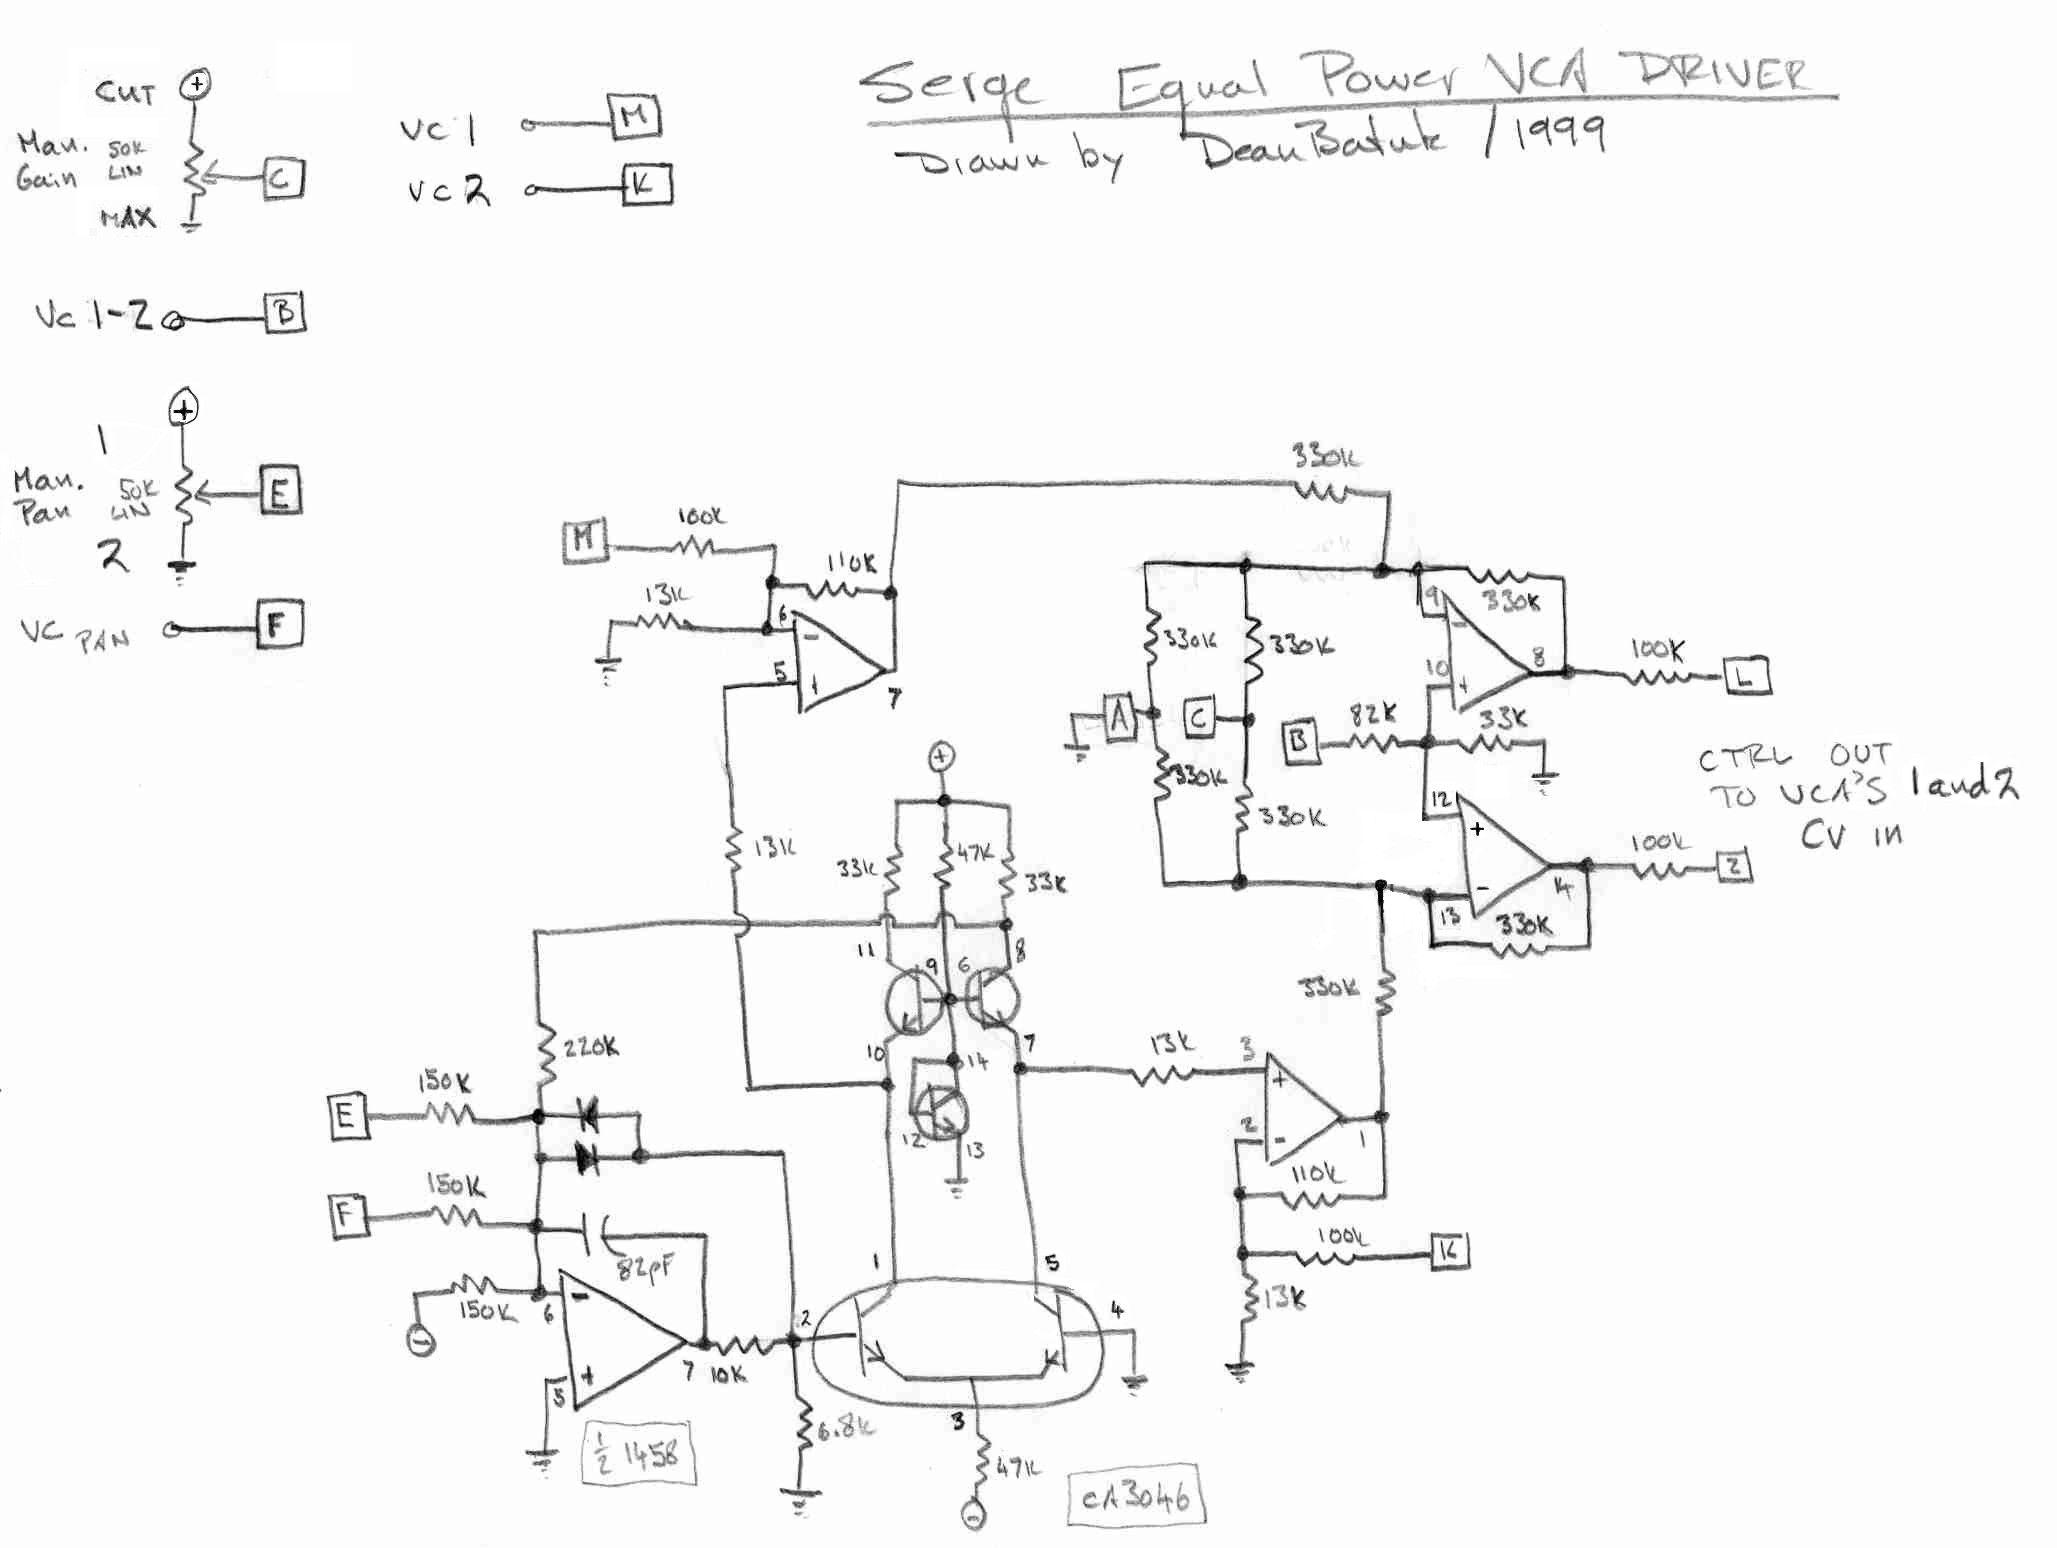 Serge Equal Power VCA DRIVER
Drawn by Dean Batuk / 1999
CUT
+
Man. 50K
Gain LIN
C
MAX
VC 1
M
VC 2
K
VC 1-2
B
+
1
Man. 50K
Pan LIN
E
2
VC PAN
F
330K
M
100K
110K
13K
6
-
5
+
7
330K
330K
9
-
330K
10
+
8
100K
L
A
C
B
82K
33K
330K
330K
12
+
-
13
14
330K
100K
Z
CTRL OUT
TO VCA'S 1 and 2
CV IN
+
13K
33K
47K
33K
11
9
6
8
10
7
14
12
13
330K
13K
3
+
2
-
1
110K
100K
K
13K
220K
E
150K
F
150K
82pF
150K
-
6
-
5
+
7
10K
2
1
5
4
3
6.8K
47K
-
1/2 1458
CA3046